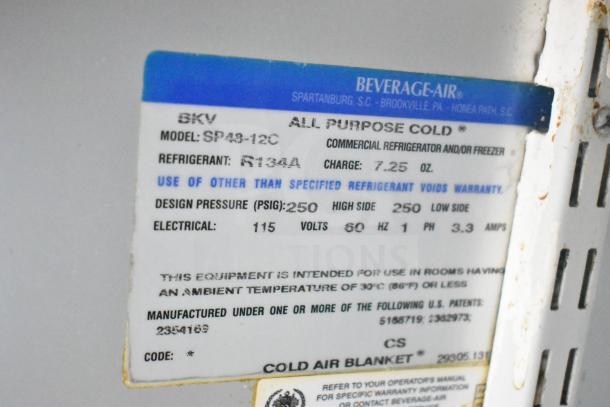 BEVERAGE-AIR®
SPARTANBURG, S.C. - BROOKVILLE, PA. - HONEA PATH, S.C.
BKV ALL PURPOSE COLD ®
MODEL: SP48-12C COMMERCIAL REFRIGERATOR AND/OR FREEZER
REFRIGERANT: R134A CHARGE: 7.25 OZ.
USE OF OTHER THAN SPECIFIED REFRIGERANT VOIDS WARRANTY.
DESIGN PRESSURE (PSIG): 250 HIGH SIDE 250 LOW SIDE
ELECTRICAL: 115 VOLTS 60 HZ 1 PH 3.3 AMPS
THIS EQUIPMENT IS INTENDED FOR USE IN ROOMS HAVING
AN AMBIENT TEMPERATURE OF 30°C (86°F) OR LESS
MANUFACTURED UNDER ONE OR MORE OF THE FOLLOWING U.S. PATENTS:
2354169 5168719; 2362973;
CODE: * CS
COLD AIR BLANKET ® 29305.131
REFER TO YOUR OPERATOR'S MANUAL
FOR SPECIFIC WARRANTY INFORMATION
OR CONTACT BEVERAGE-AIR